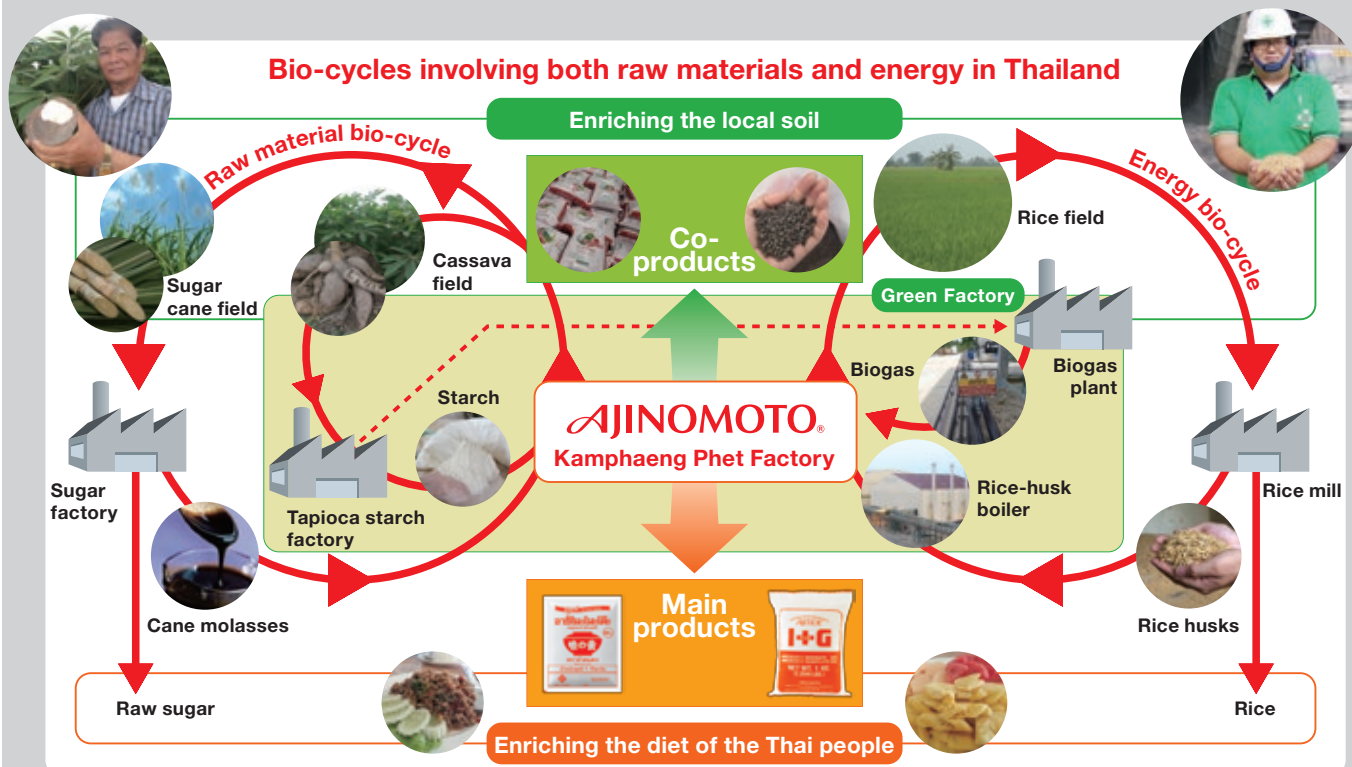 Bio-cycles involving both raw materials and energy in Thailand
Enriching the local soil
Raw material bio-cycle
Energy bio-cycle
Co-
products
Rice field
Sugar
cane field
Cassava
field
Green Factory
Biogas
Biogas
plant
Starch
AJINOMOTO®
Kamphaeng Phet Factory
Sugar
factory
Tapioca starch
factory
Rice-husk
boiler
Rice mill
Cane molasses
Main
products
I+G
Rice husks
Raw sugar
Rice
Enriching the diet of the Thai people